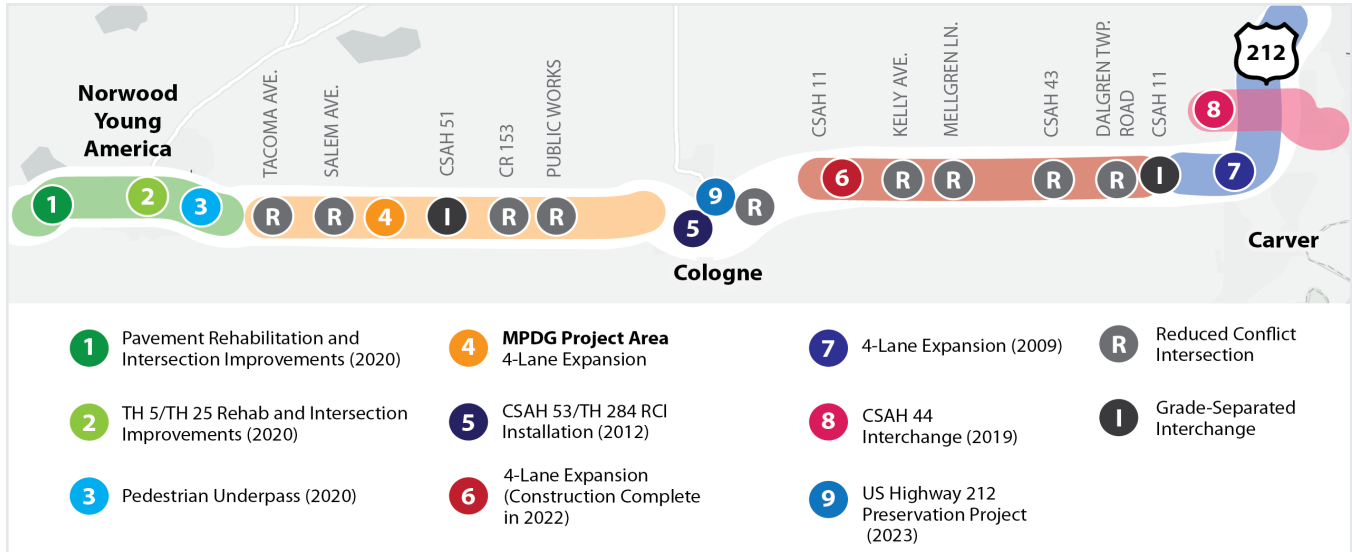 212
Norwood
Young
America
TACOMA AVE.
SALEM AVE.
CSAH 51
CR 153
PUBLIC WORKS
CSAH 11
KELLY AVE.
MELLGREN LN.
CSAH 43
DALGREN TWP.
ROAD
CSAH 11
8
1
2
3
R
R
4
I
R
R
5
9
R
6
R
R
R
R
I
7
Cologne
Carver
1
Pavement Rehabilitation and
Intersection Improvements (2020)
2
TH 5/TH 25 Rehab and Intersection
Improvements (2020)
3
Pedestrian Underpass (2020)
4
MPDG Project Area
4-Lane Expansion
5
CSAH 53/TH 284 RCI
Installation (2012)
6
4-Lane Expansion
(Construction Complete
in 2022)
7
4-Lane Expansion (2009)
8
CSAH 44
Interchange (2019)
9
US Highway 212
Preservation Project
(2023)
R
Reduced Conflict
Intersection
I
Grade-Separated
Interchange